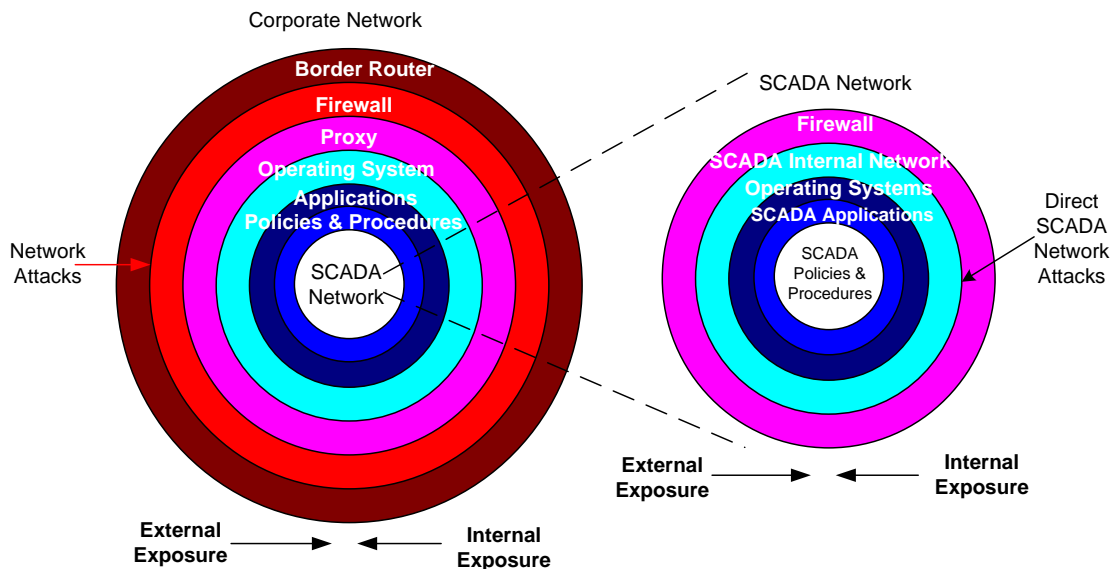 Corporate Network
Border Router
Firewall
Proxy
Operating System
Applications
Policies & Procedures
SCADA
Network
Network
Attacks
External
Exposure
Internal
Exposure
SCADA Network
Firewall
SCADA Internal Network
Operating Systems
SCADA Applications
SCADA
Policies &
Procedures
Direct
SCADA
Network
Attacks
External
Exposure
Internal
Exposure